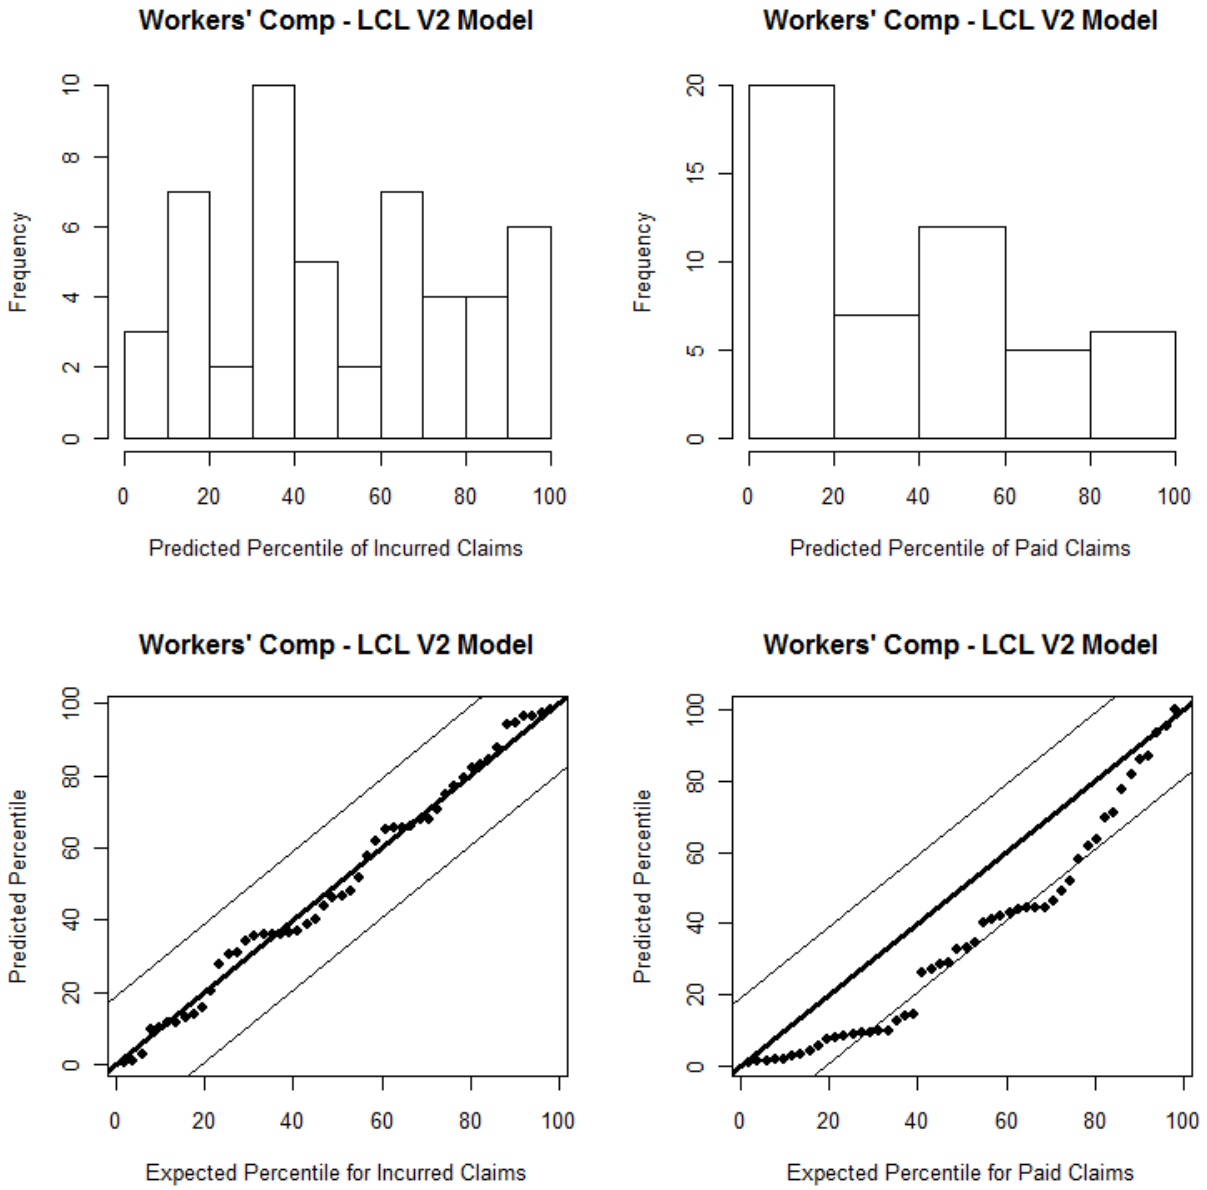 Workers' Comp - LCL V2 Model
Frequency
10
8
6
4
2
0
0 20 40 60 80 100
Predicted Percentile of Incurred Claims
Workers' Comp - LCL V2 Model
Frequency
20
15
10
5
0
0 20 40 60 80 100
Predicted Percentile of Paid Claims
Workers' Comp - LCL V2 Model
Predicted Percentile
100
80
60
40
20
0
0 20 40 60 80 100
Expected Percentile for Incurred Claims
Workers' Comp - LCL V2 Model
Predicted Percentile
100
80
60
40
20
0
0 20 40 60 80 100
Expected Percentile for Paid Claims